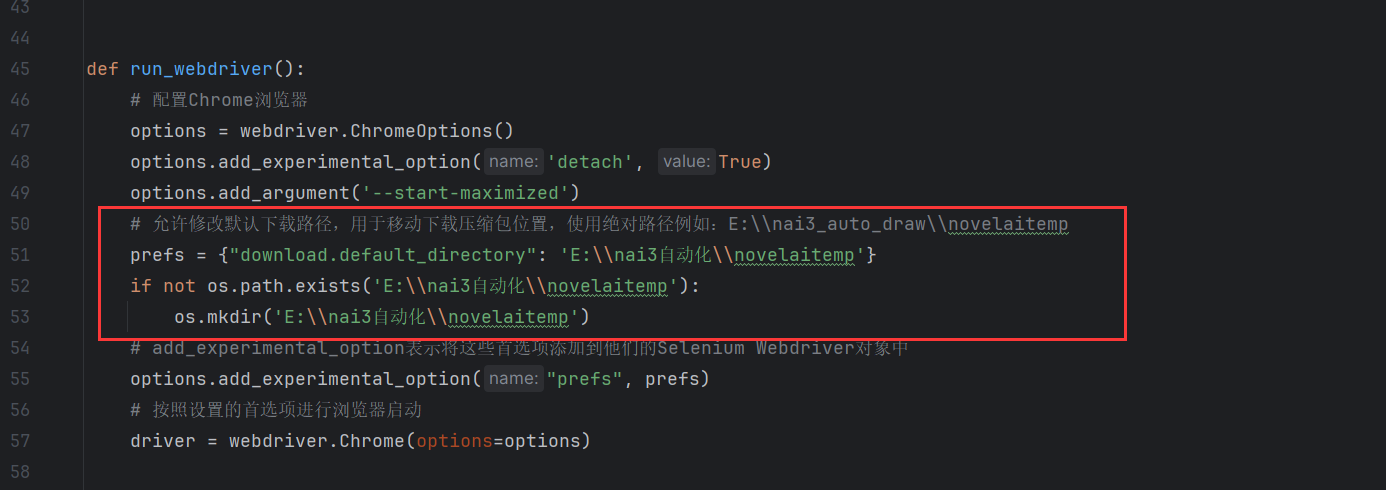 43
44
45 def run_webdriver():
46 # 配置Chrome浏览器
47 options = webdriver.ChromeOptions()
48 options.add_experimental_option( name: 'detach', value: True)
49 options.add_argument('--start-maximized')
50 # 允许修改默认下载路径，用于移动下载压缩包位置，使用绝对路径例如：E:\\nai3_auto_draw\\novelaitemp
51 prefs = {"download.default_directory": 'E:\\nai3自动化\\novelaitemp'}
52 if not os.path.exists('E:\\nai3自动化\\novelaitemp'):
53 os.mkdir('E:\\nai3自动化\\novelaitemp')
54 # add_experimental_option表示将这些首选项添加到他们的Selenium Webdriver对象中
55 options.add_experimental_option( name: "prefs", prefs)
56 # 按照设置的首选项进行浏览器启动
57 driver = webdriver.Chrome(options=options)
58